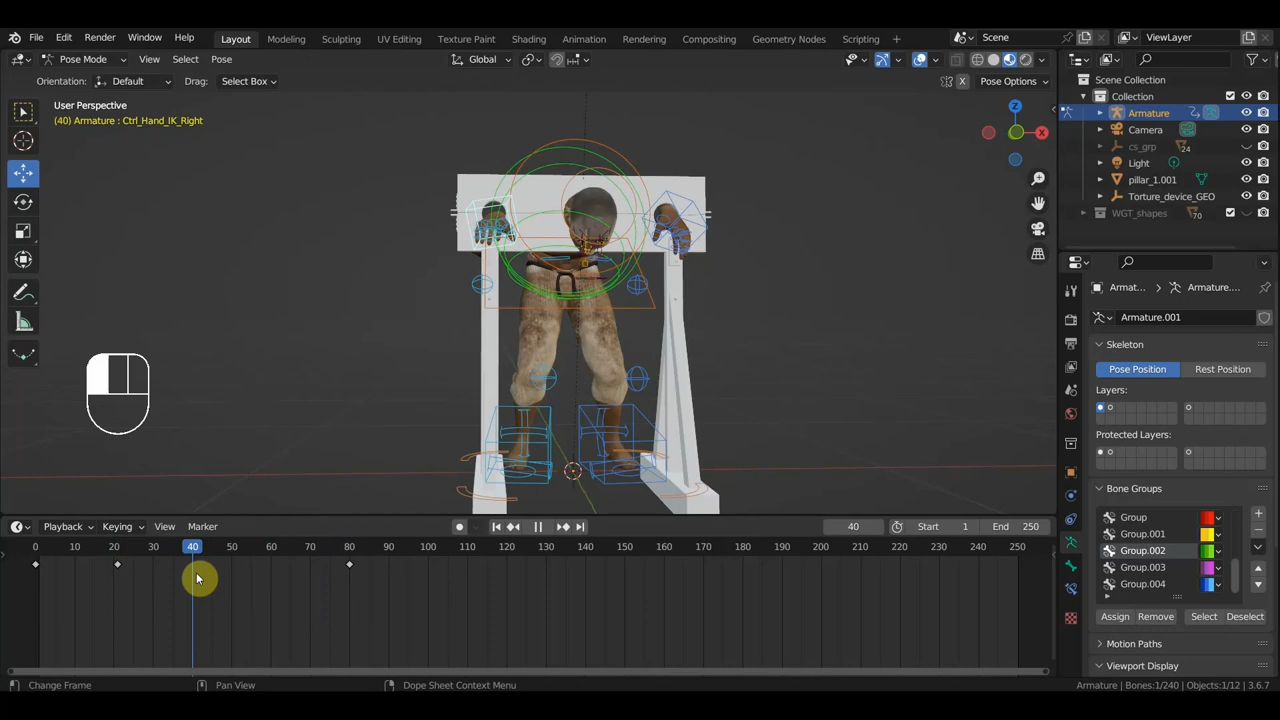 File Edit Render Window Help Layout Modeling Sculpting UV Editing Texture Paint Shading Animation Rendering Compositing Geometry Nodes Scripting + Scene ViewLayer
Pose Mode View Select Pose Global
Orientation: Default Drag: Select Box X Pose Options
User Perspective
(40) Armature : Ctrl_Hand_IK_Right
Z
X
Scene Collection
Collection
Armature
Camera
cs_grp 24
Light
pillar_1.001
Torture_device_GEO
WGT_shapes 70
Armat... Armature....
Armature.001
Skeleton
Pose Position Rest Position
Layers:
Protected Layers:
Bone Groups
Group
Group.001
Group.002
Group.003
Group.004
Assign Remove Select Deselect
Motion Paths
Viewport Display
Playback Keying View Marker 40 Start 1 End 250
0 10 20 30 40 50 60 70 80 90 100 110 120 130 140 150 160 170 180 190 200 210 220 230 240 250
Change Frame Pan View Dope Sheet Context Menu Armature | Bones:1/240 | Objects:1/12 | 3.6.7